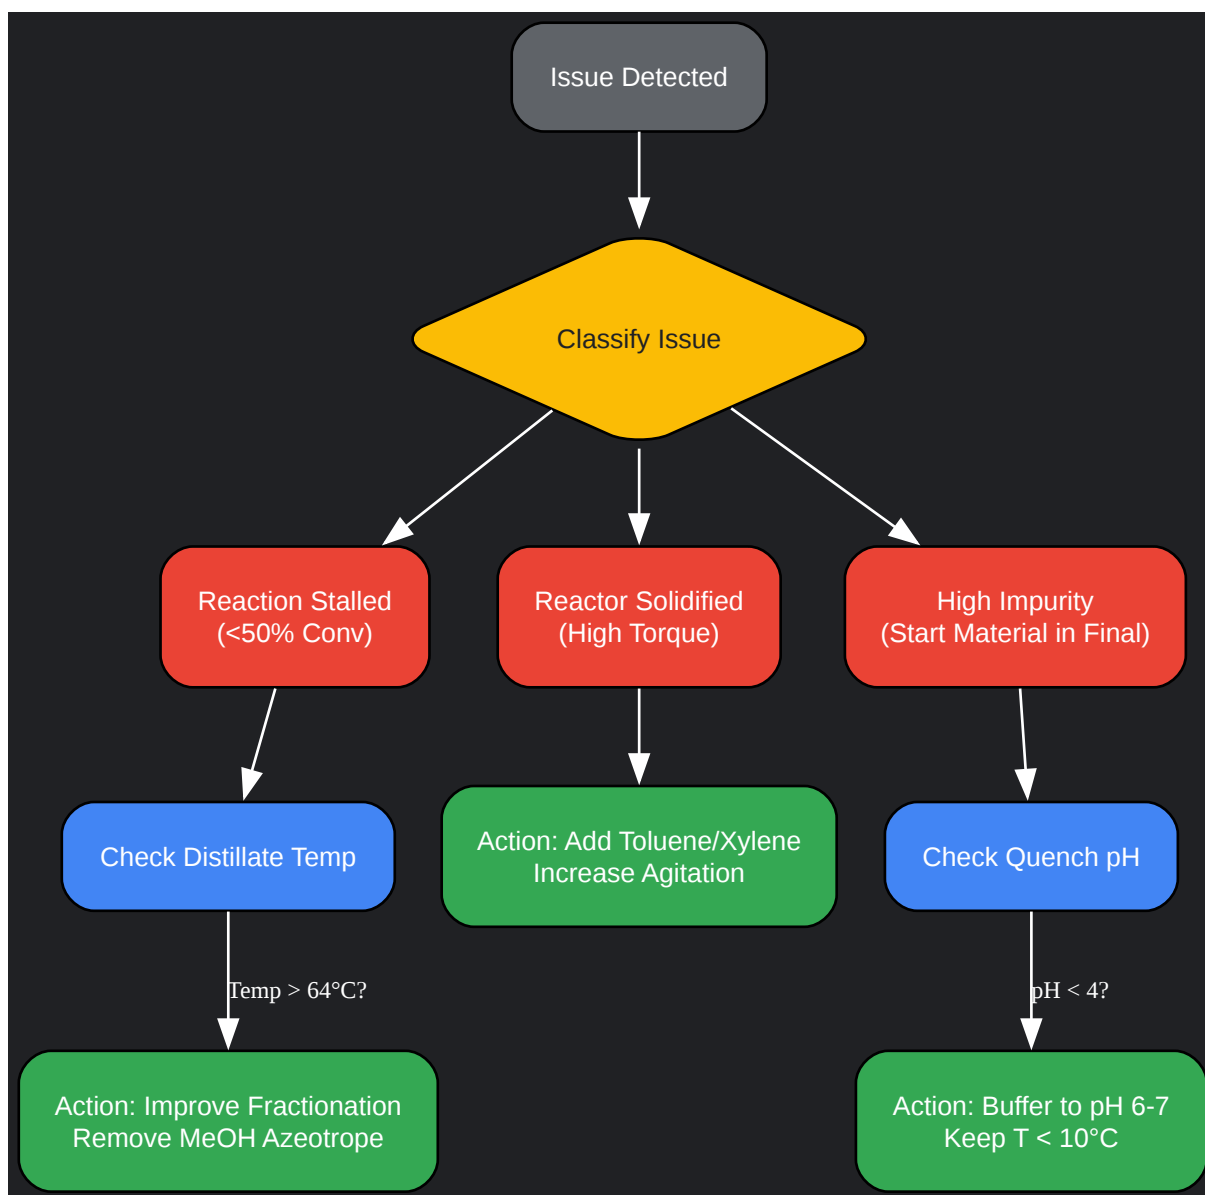 Issue Detected
Classify Issue
Reaction Stalled
(<50% Conv)
Reactor Solidified
(High Torque)
High Impurity
(Start Material in Final)
Check Distillate Temp
Action: Add Toluene/Xylene
Increase Agitation
Check Quench pH
Temp > 64°C?
pH < 4?
Action: Improve Fractionation
Remove MeOH Azeotrope
Action: Buffer to pH 6-7
Keep T < 10°C